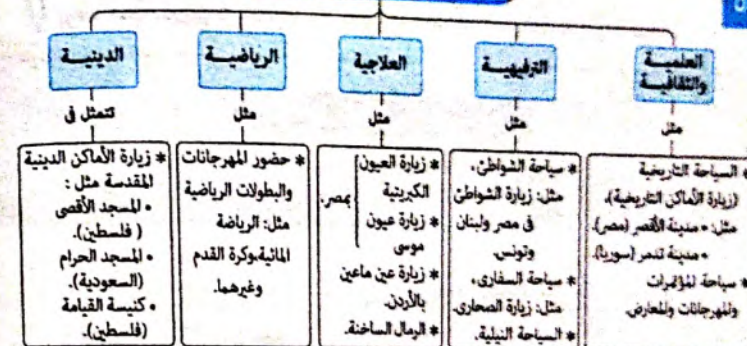 العلمية
والثقافية
مثل
* السياحة التاريخية
(زيارة الأماكن التاريخية)،
مثل: • مدينة الأقصر (مصر).
• مدينة تدمر (سوريا).
* سياحة المؤتمرات
والمهرجانات والمعارض.
الترفيهية
مثل
* سياحة الشواطئ،
مثل: زيارة الشواطئ
فى مصر ولبنان
وتونس.
* سياحة السفارى،
مثل: زيارة الصحارى.
* السياحة النيلية.
العلاجية
مثل
* زيارة العيون
الكبريتية
بمصر.
* زيارة عيون
موسى
* زيارة عين ماعين
بالأردن.
* الرمال الساخنة.
الرياضية
مثل
* حضور المهرجانات
والبطولات الرياضية
مثل: الرياضة
المائية،وكرة القدم
وغيرهما.
الدينية
تتمثل فى
* زيارة الأماكن الدينية
المقدسة مثل :
• المسجد الأقصى
( فلسطين).
• المسجد الحرام
(السعودية).
• كنيسة القيامة
(فلسطين).